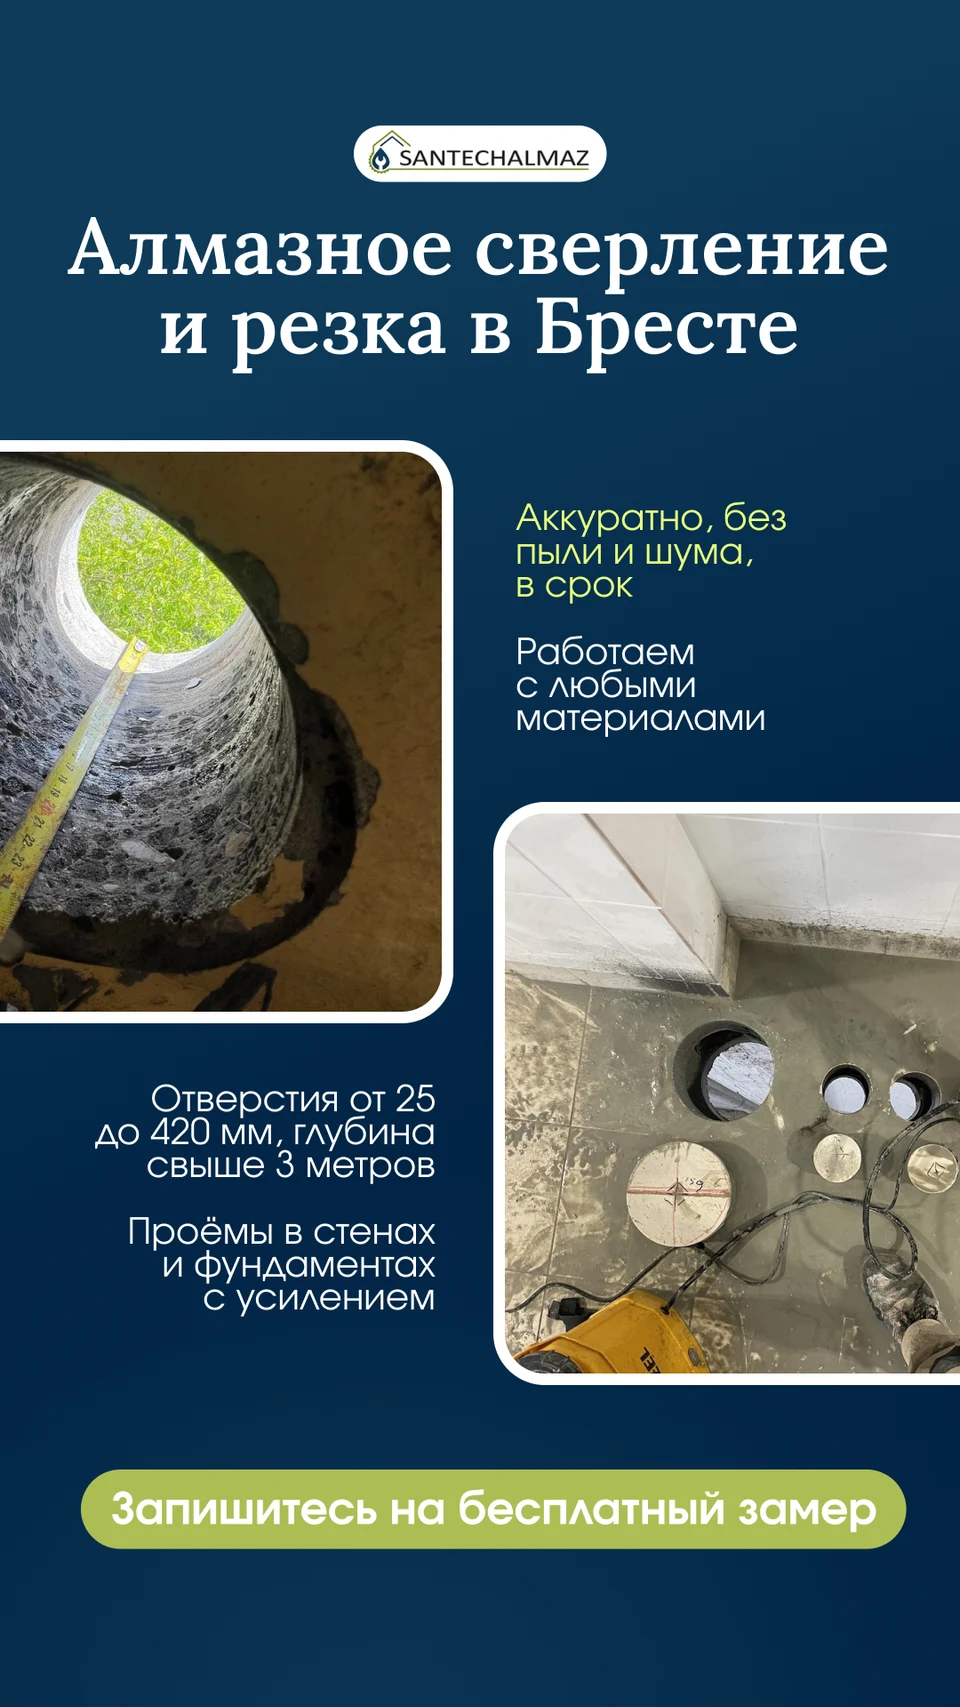 SANTECHALMAZ
Алмазное сверление
и резка в Бресте
Аккуратно, без
пыли и шума,
в срок
Работаем
с любыми
материалами
Отверстия от 25
до 420 мм, глубина
свыше 3 метров
Проёмы в стенах
и фундаментах
с усилением
159
Запишитесь на бесплатный замер